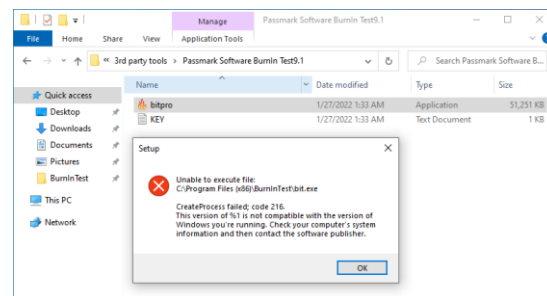 Manage
Passmark Software BurnIn Test9.1
File
Home
Share
View
Application Tools
« 3rd party tools › Passmark Software BurnIn Test9.1
Search Passmark Software B...
Name
Date modified
Type
Size
Quick access
Desktop
Downloads
Documents
Pictures
BurnInTest
This PC
Network
bitpro
1/27/2022 1:33 AM
Application
51,251 KB
KEY
1/27/2022 1:33 AM
Text Document
1 KB
Setup
Unable to execute file:
C:\Program Files (x86)\BurnInTest\bit.exe
CreateProcess failed; code 216.
This version of %1 is not compatible with the version of
Windows you're running. Check your computer's system
information and then contact the software publisher.
OK